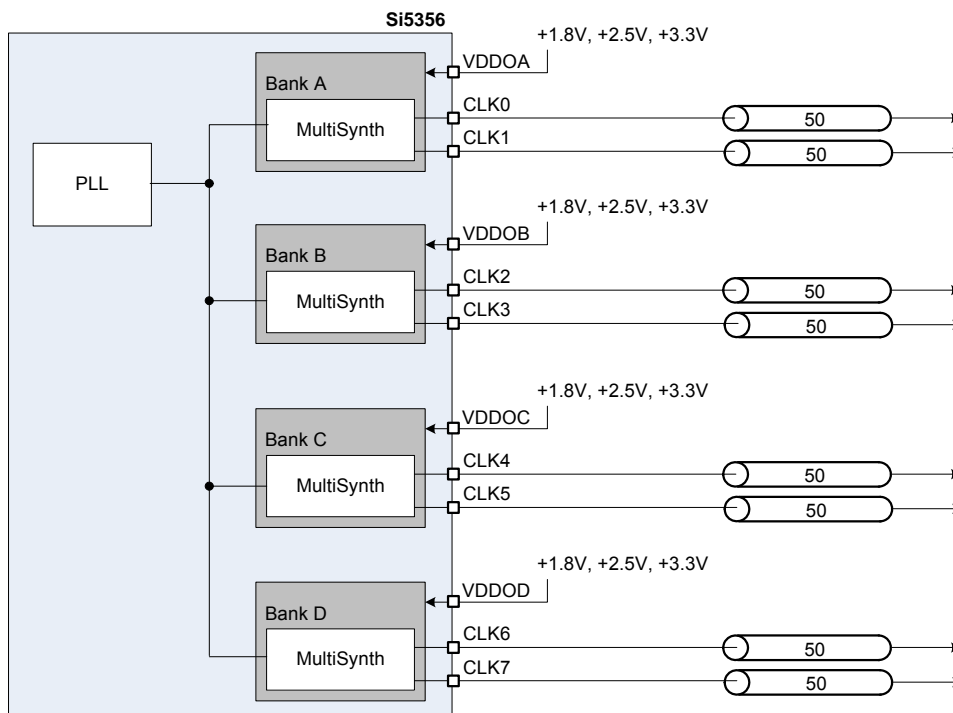 Si5356
+1.8V, +2.5V, +3.3V
VDDOA
Bank A
CLK0
MultiSynth
50
CLK1
50
PLL
+1.8V, +2.5V, +3.3V
VDDOB
Bank B
CLK2
MultiSynth
50
CLK3
50
+1.8V, +2.5V, +3.3V
VDDOC
Bank C
CLK4
MultiSynth
50
CLK5
50
+1.8V, +2.5V, +3.3V
VDDOD
Bank D
CLK6
MultiSynth
50
CLK7
50